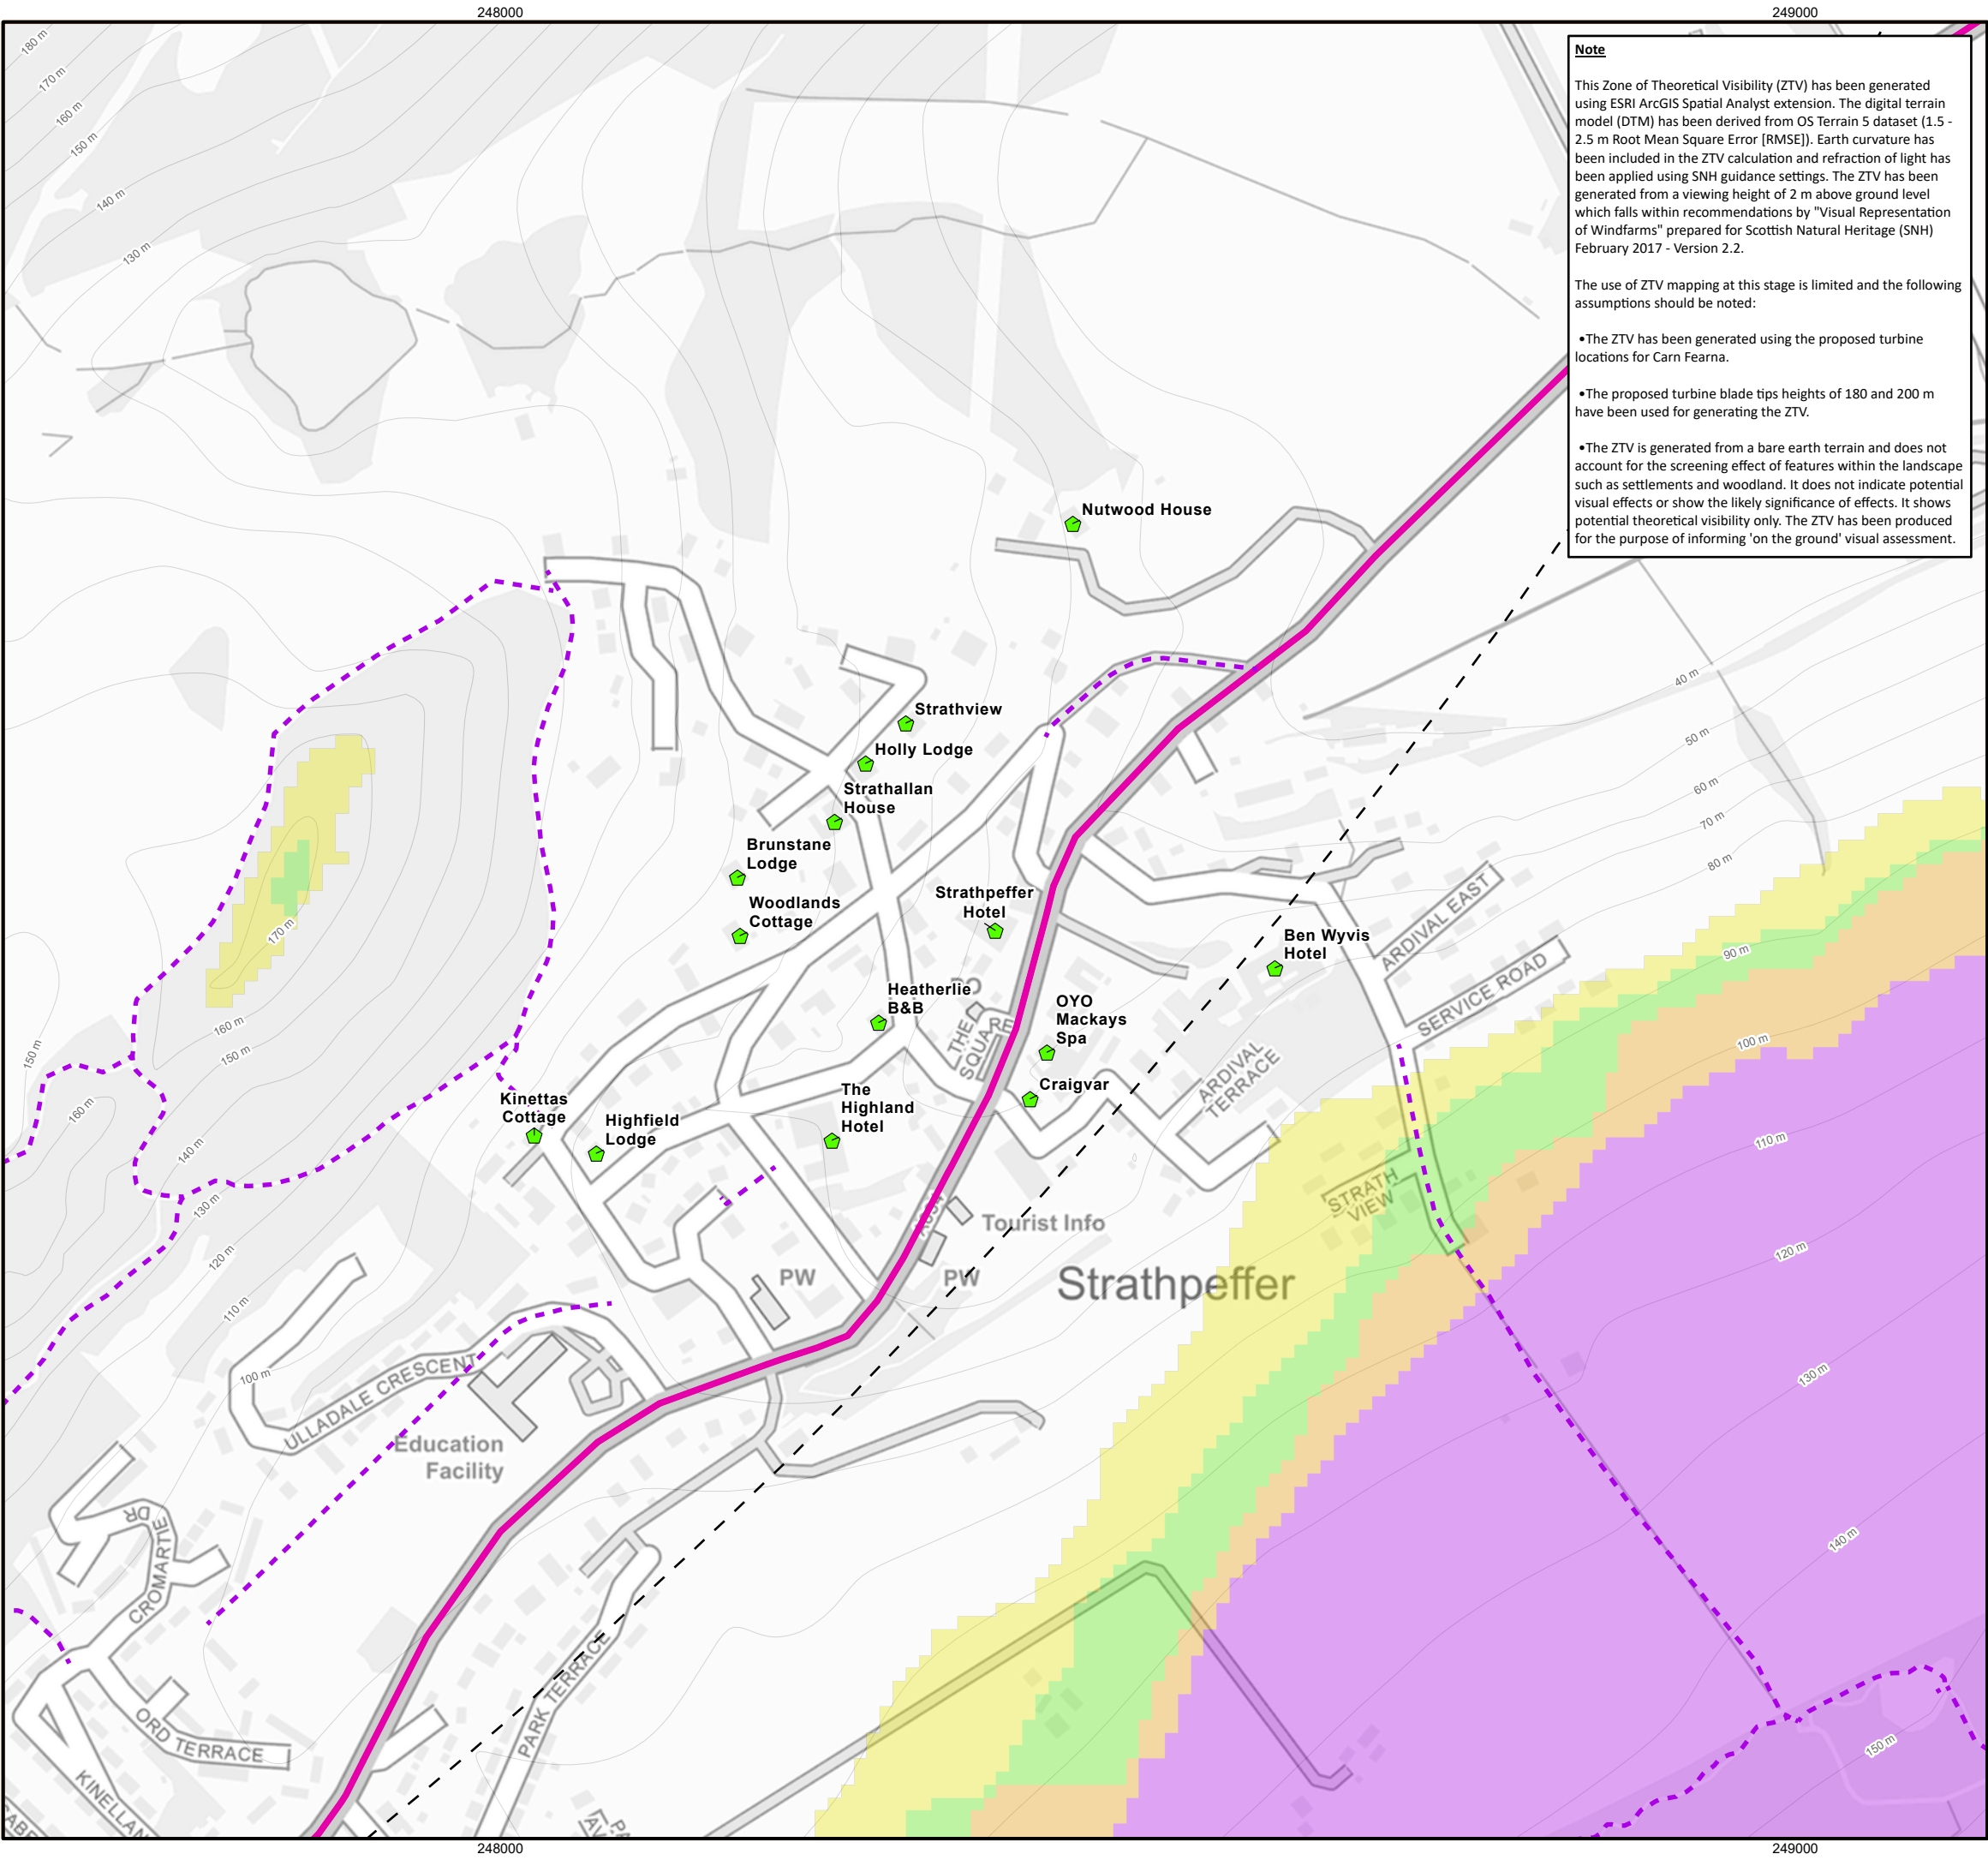 248000
249000
Note
This Zone of Theoretical Visibility (ZTV) has been generated
using ESRI ArcGIS Spatial Analyst extension. The digital terrain
model (DTM) has been derived from OS Terrain 5 dataset (1.5 -
2.5 m Root Mean Square Error [RMSE]). Earth curvature has
been included in the ZTV calculation and refraction of light has
been applied using SNH guidance settings. The ZTV has been
generated from a viewing height of 2 m above ground level
which falls within recommendations by "Visual Representation
of Windfarms" prepared for Scottish Natural Heritage (SNH)
February 2017 - Version 2.2.
The use of ZTV mapping at this stage is limited and the following
assumptions should be noted:
•The ZTV has been generated using the proposed turbine
locations for Carn Fearna.
•The proposed turbine blade tips heights of 180 and 200 m
have been used for generating the ZTV.
•The ZTV is generated from a bare earth terrain and does not
account for the screening effect of features within the landscape
such as settlements and woodland. It does not indicate potential
visual effects or show the likely significance of effects. It shows
potential theoretical visibility only. The ZTV has been produced
for the purpose of informing 'on the ground' visual assessment.
180 m
170 m
160 m
150 m
140 m
130 m
Nutwood House
40 m
50 m
60 m
70 m
80 m
90 m
100 m
110 m
120 m
130 m
140 m
150 m
Strathview
Holly Lodge
Strathallan
House
Brunstane
Lodge
Woodlands
Cottage
Strathpeffer
Hotel
Ben Wyvis
Hotel
ARDIVAL EAST
SERVICE ROAD
Heatherlie
B&B
THE
SQUARE
OYO
Mackays
Spa
ARDIVAL
TERRACE
Craigvar
The
Highland
Hotel
Kinettas
Cottage
Highfield
Lodge
STRATH
VIEW
Tourist Info
PW
PW
Strathpeffer
170 m
160 m
150 m
150 m
160 m
140 m
130 m
120 m
110 m
100 m
ULLADALE CRESCENT
Education
Facility
CROMARTIE
DR
ORD TERRACE
PARK TERRACE
KINELLAN
248000
249000